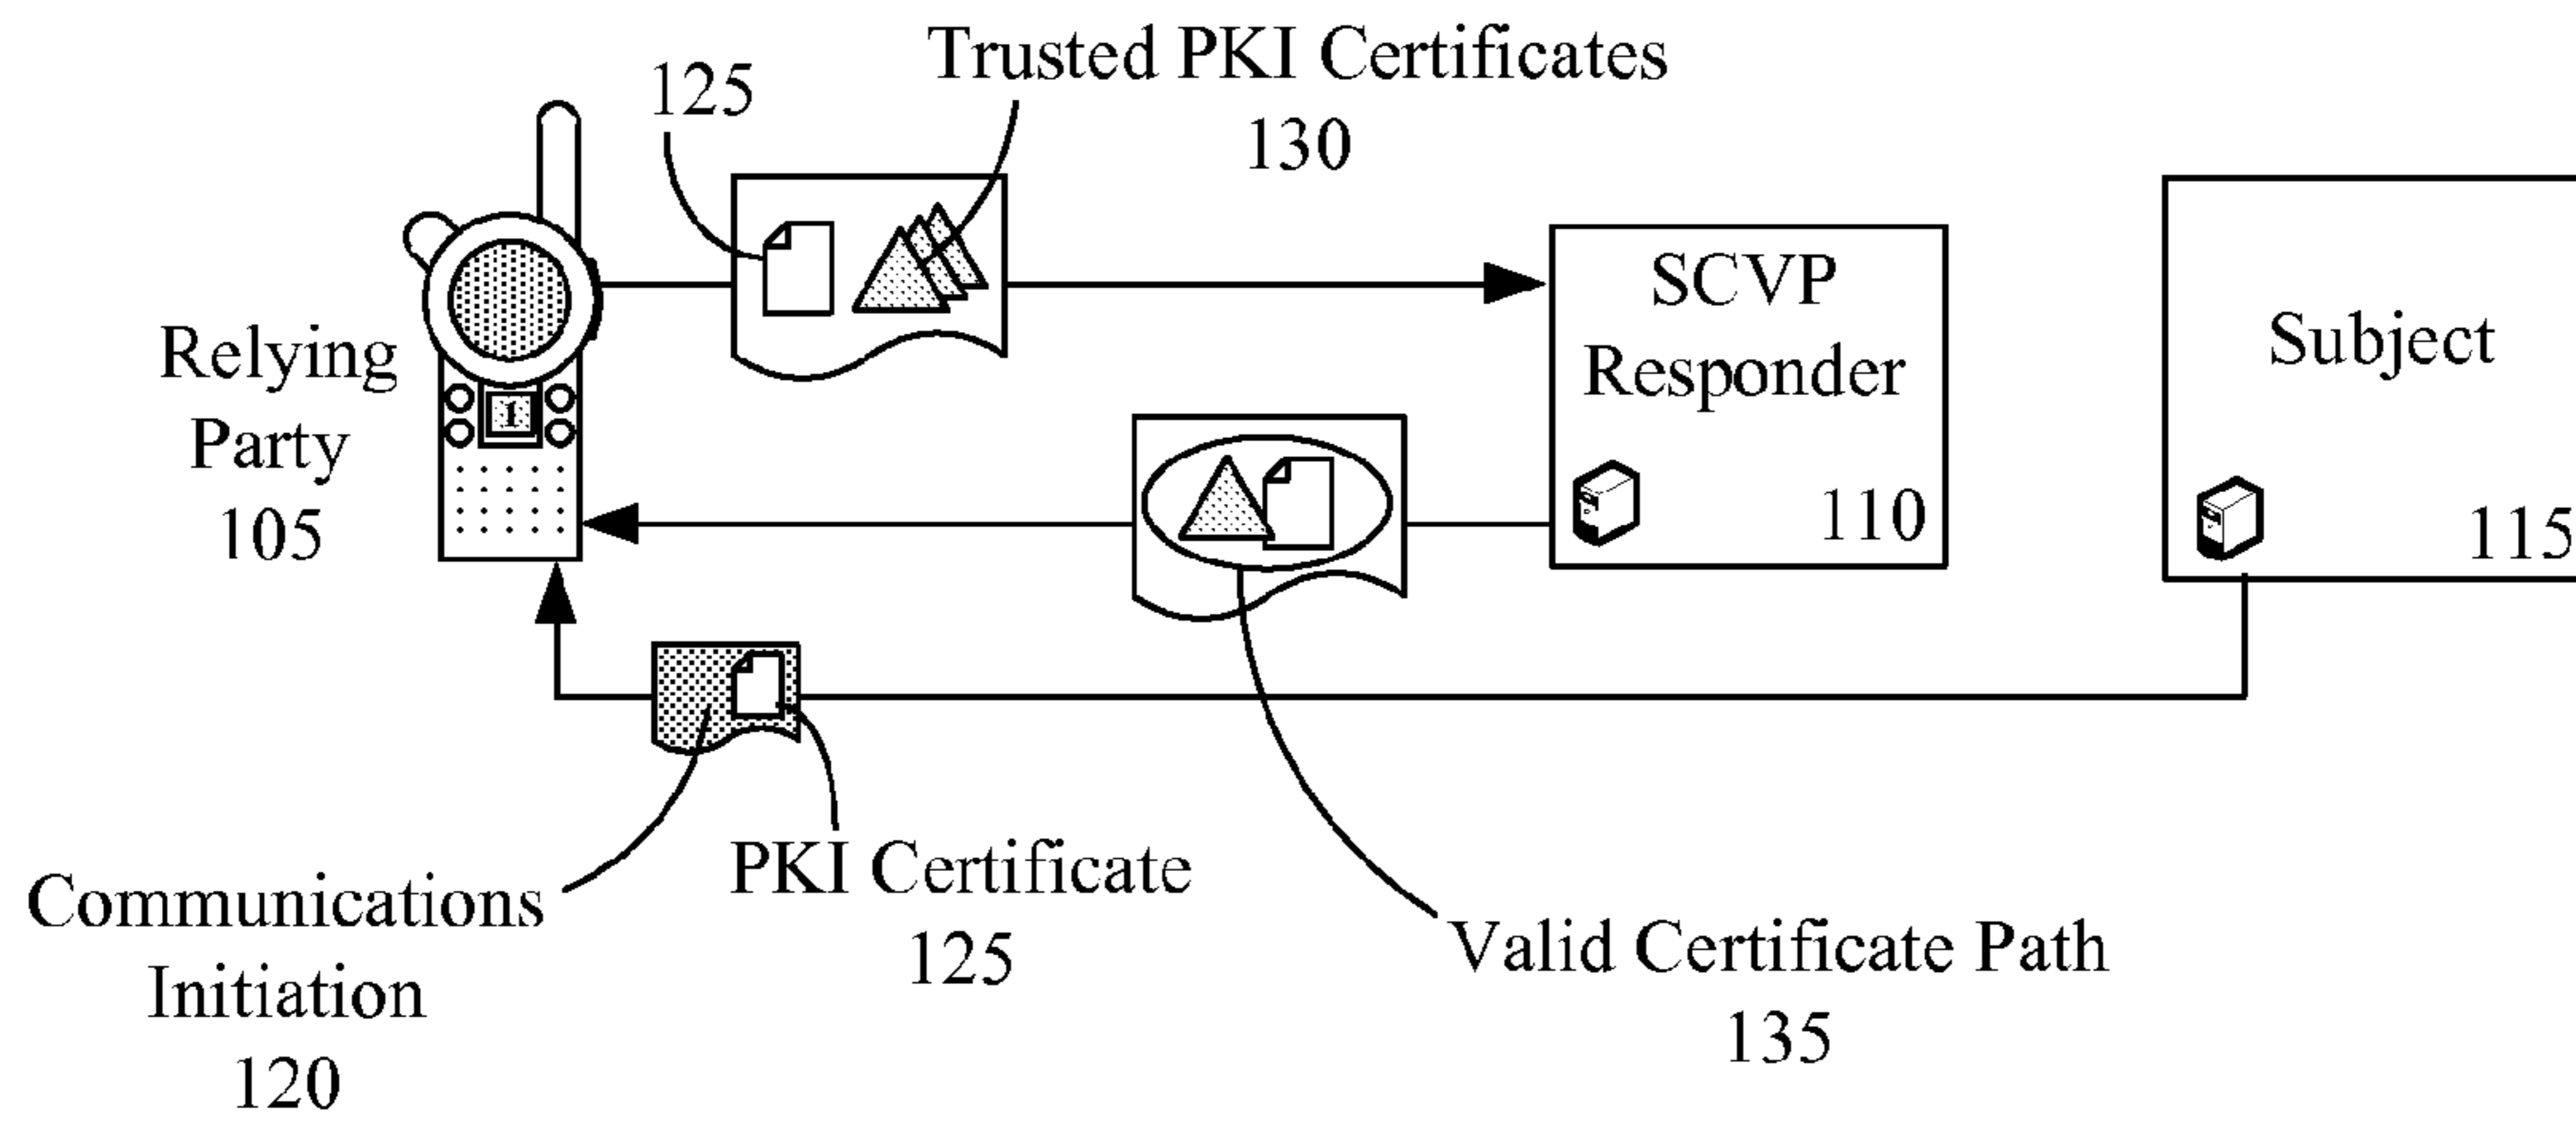 Trusted PKI Certificates
130
125
Relying
Party
105
1
SCVP
Responder
110
Subject
115
Communications
Initiation
120
PKI Certificate
125
Valid Certificate Path
135